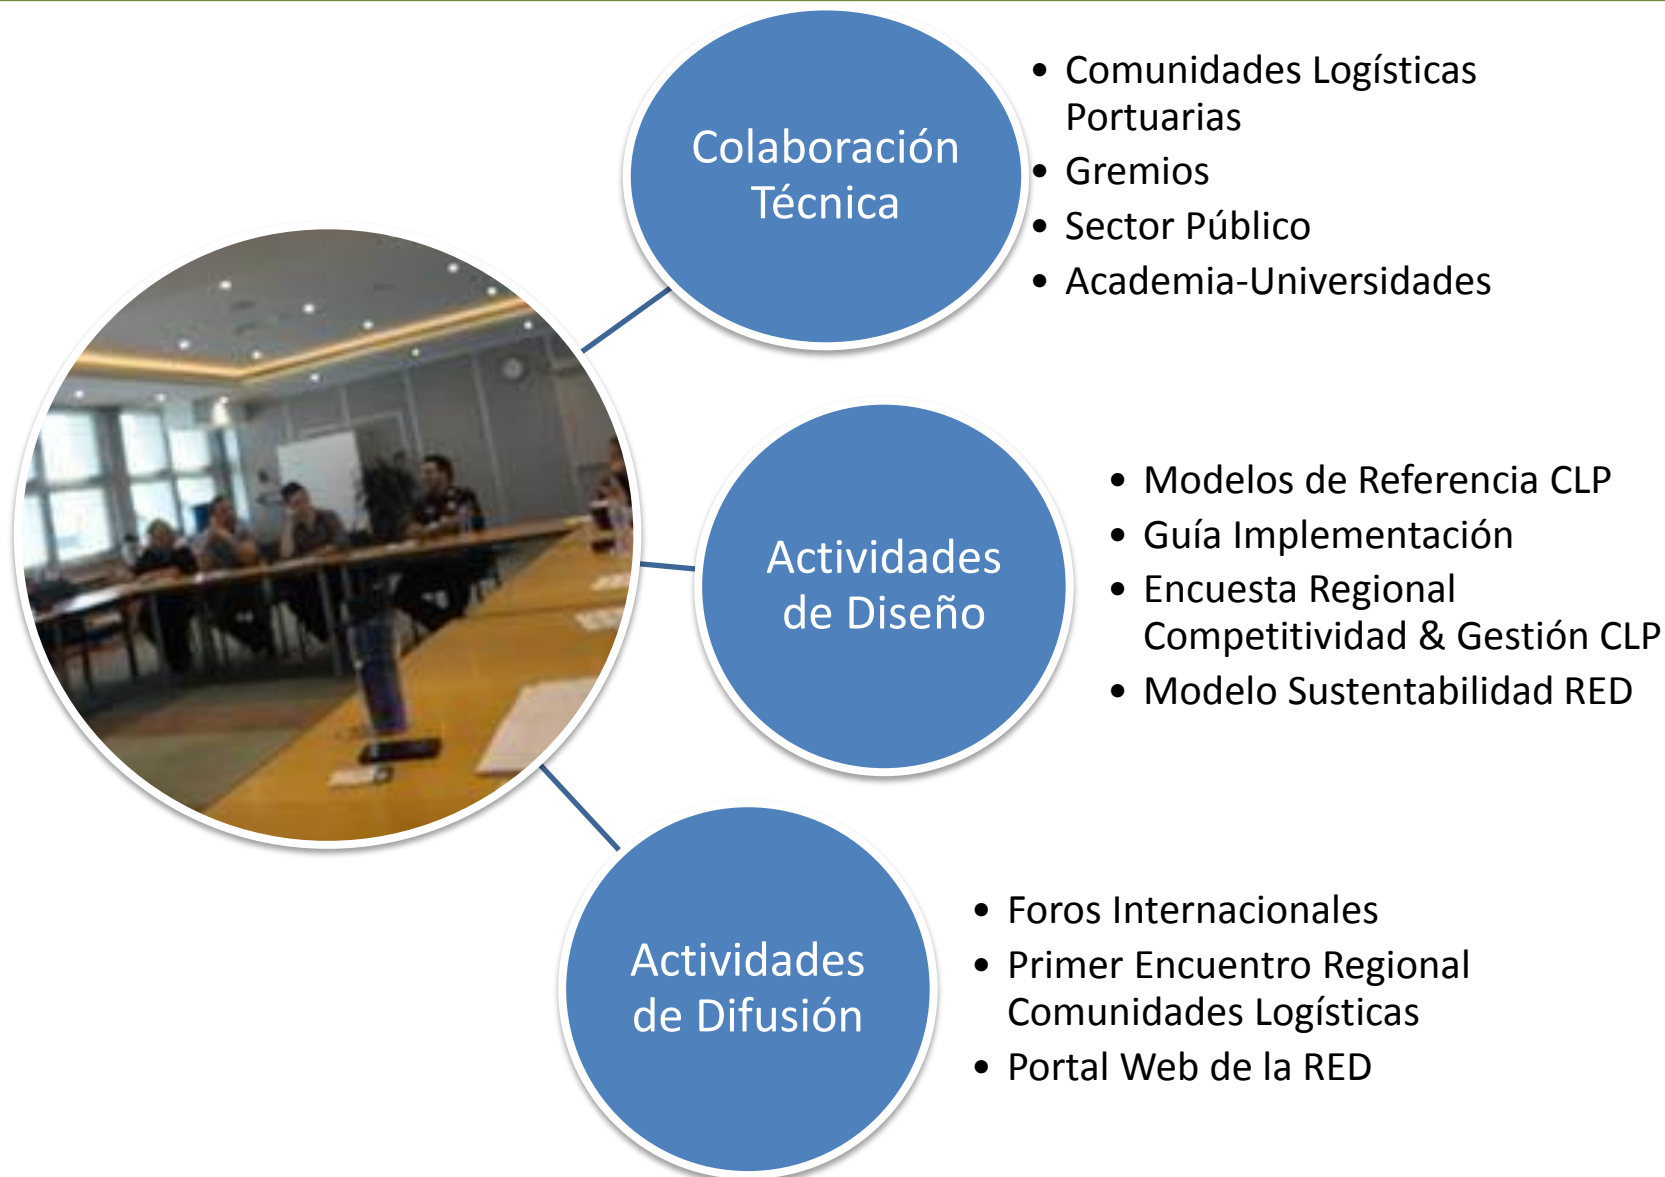 Colaboración
Técnica
• Comunidades Logísticas
Portuarias
• Gremios
• Sector Público
• Academia-Universidades
Actividades
de Diseño
• Modelos de Referencia CLP
• Guía Implementación
• Encuesta Regional
Competitividad & Gestión CLP
• Modelo Sustentabilidad RED
Actividades
de Difusión
• Foros Internacionales
• Primer Encuentro Regional
Comunidades Logísticas
• Portal Web de la RED